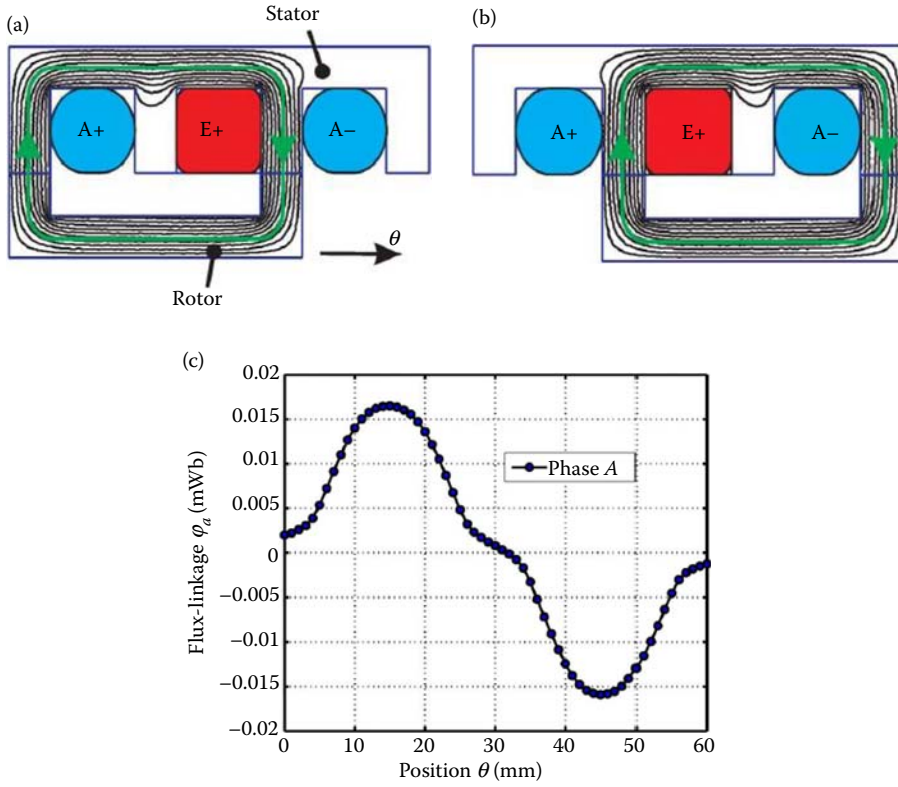 (a)
Stator
(b)
A+
E+
A−
A+
E+
A−
θ
Rotor
(c)
0.02
0.015
0.01
0.005
0
−0.005
−0.01
−0.015
−0.02
Flux-linkage φa (mWb)
Phase A
0 10 20 30 40 50 60
Position θ (mm)